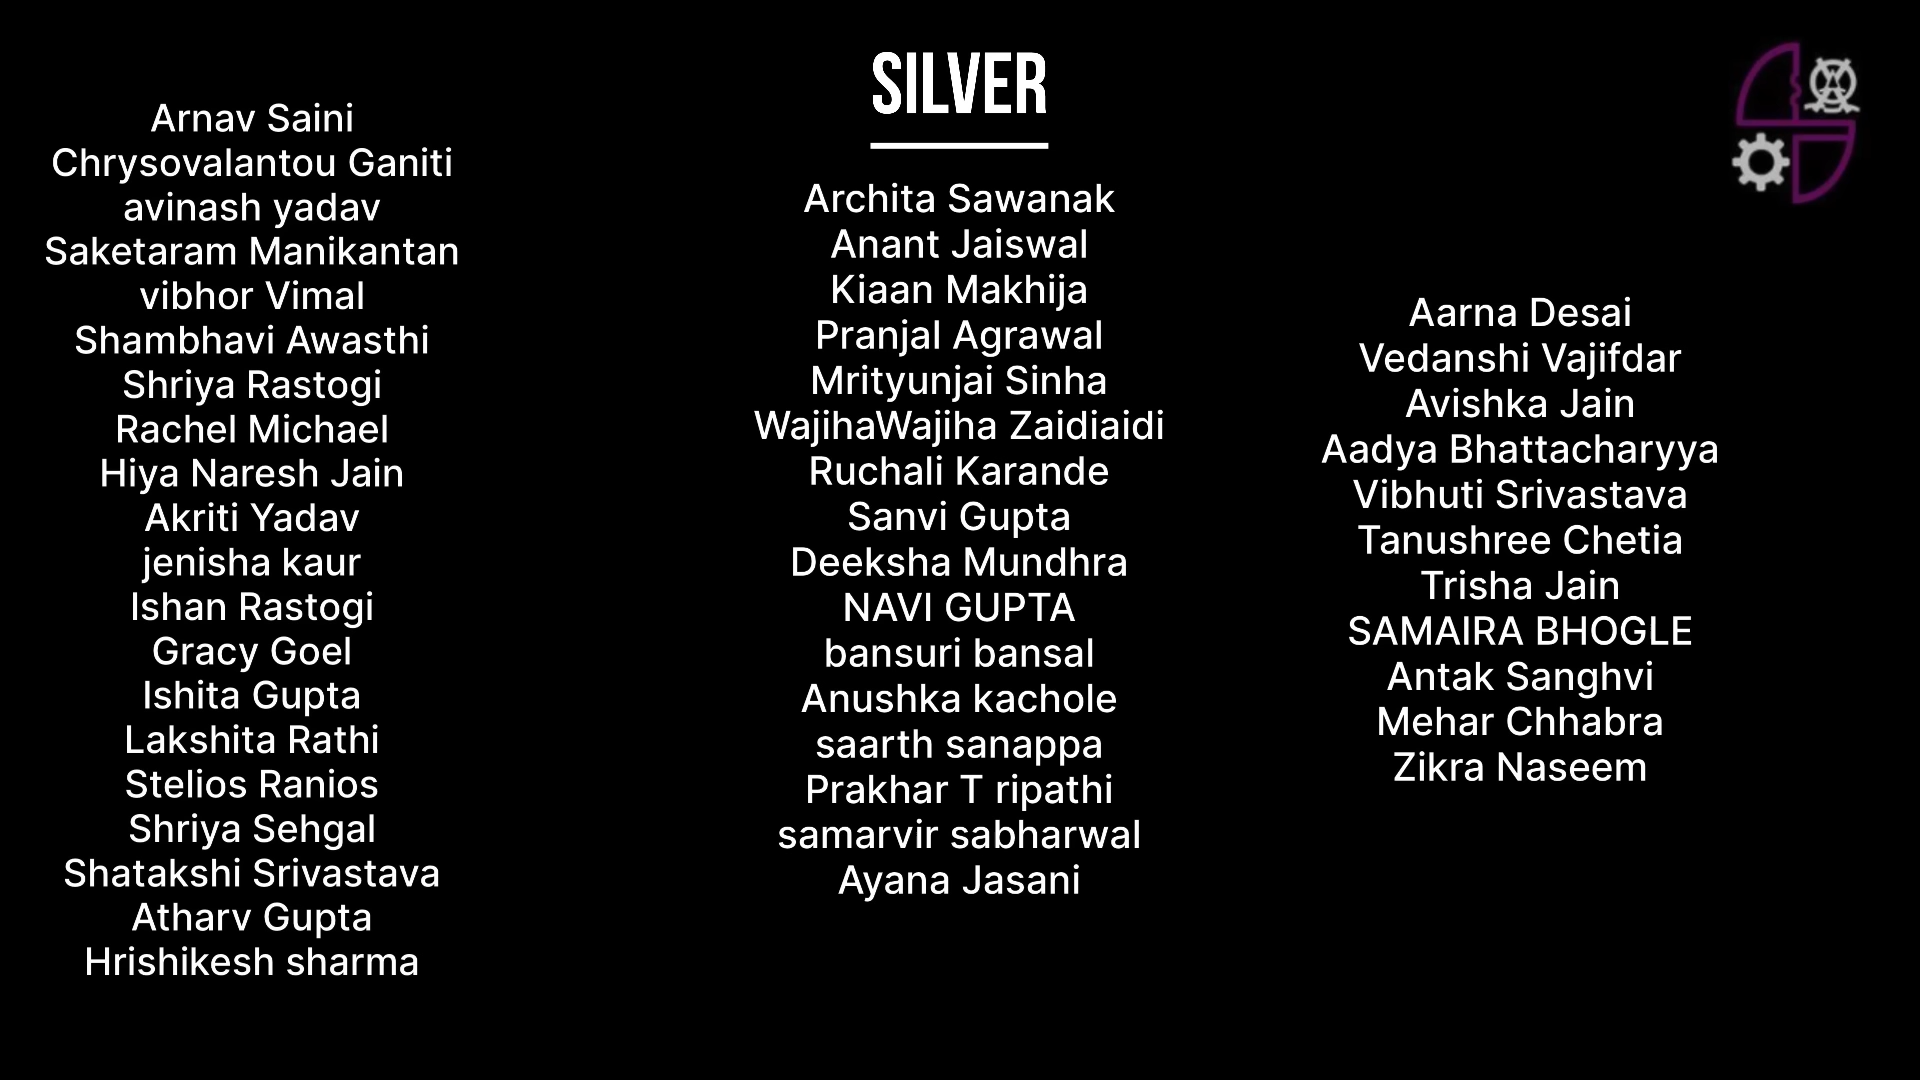 SILVER
Arnav Saini
Chrysovalantou Ganiti
avinash yadav
Saketaram Manikantan
vibhor Vimal
Shambhavi Awasthi
Shriya Rastogi
Rachel Michael
Hiya Naresh Jain
Akriti Yadav
jenisha kaur
Ishan Rastogi
Gracy Goel
Ishita Gupta
Lakshita Rathi
Stelios Ranios
Shriya Sehgal
Shatakshi Srivastava
Atharv Gupta
Hrishikesh sharma
Archita Sawanak
Anant Jaiswal
Kiaan Makhija
Pranjal Agrawal
Mrityunjai Sinha
WajihaWajiha Zaidiaidi
Ruchali Karande
Sanvi Gupta
Deeksha Mundhra
NAVI GUPTA
bansuri bansal
Anushka kachole
saarth sanappa
Prakhar T ripathi
samarvir sabharwal
Ayana Jasani
Aarna Desai
Vedanshi Vajifdar
Avishka Jain
Aadya Bhattacharyya
Vibhuti Srivastava
Tanushree Chetia
Trisha Jain
SAMAIRA BHOGLE
Antak Sanghvi
Mehar Chhabra
Zikra Naseem